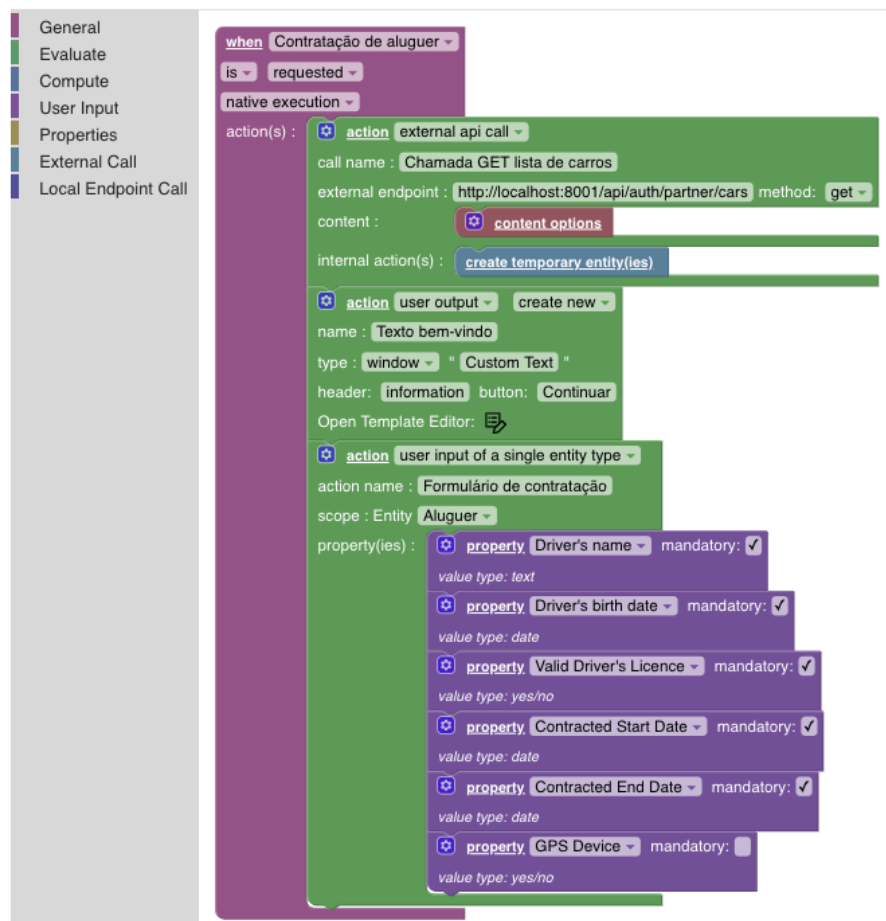 General
Evaluate
Compute
User Input
Properties
External Call
Local Endpoint Call
when Contratação de aluguer
is requested
native execution
action(s) :
action external api call
call name : Chamada GET lista de carros
external endpoint : http://localhost:8001/api/auth/partner/cars method: get
content : content options
internal action(s) : create temporary entity(ies)
action user output create new
name : Texto bem-vindo
type : window " Custom Text "
header: information button: Continuar
Open Template Editor:
action user input of a single entity type
action name : Formulário de contratação
scope : Entity Aluguer
property(ies) : property Driver's name mandatory: ✓
value type: text
property Driver's birth date mandatory: ✓
value type: date
property Valid Driver's Licence mandatory: ✓
value type: yes/no
property Contracted Start Date mandatory: ✓
value type: date
property Contracted End Date mandatory: ✓
value type: date
property GPS Device mandatory:
value type: yes/no